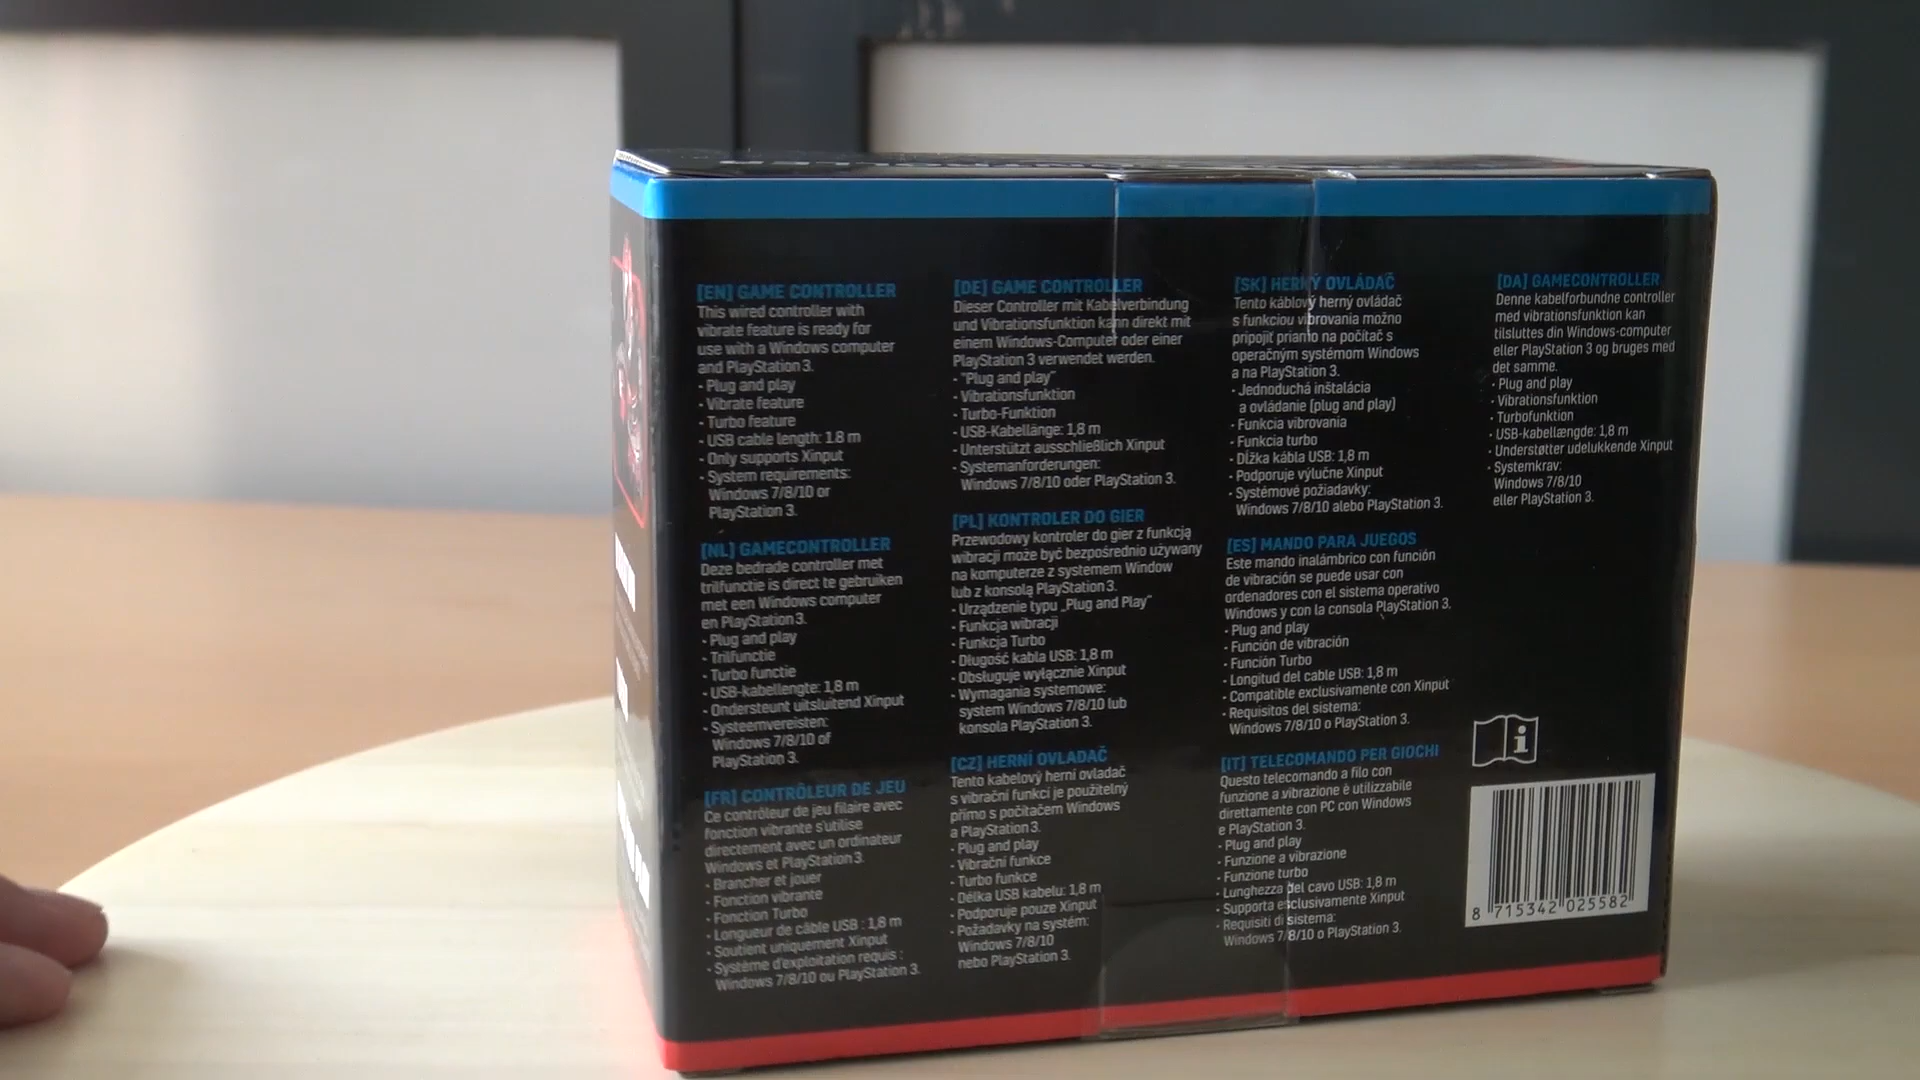 [EN] GAME CONTROLLER
This wired controller with
vibrate feature is ready for
use with a Windows computer
and PlayStation 3.
- Plug and play
- Vibrate feature
- Turbo feature
- USB cable length: 1.8 m
- Only supports Xinput
- System requirements:
Windows 7/8/10 or
PlayStation 3.
[NL] GAMECONTROLLER
Deze bedrade controller met
trilfunctie is direct te gebruiken
met een Windows computer
en PlayStation 3.
- Plug and play
- Trilfunctie
- Turbo functie
- USB-kabellengte: 1,8 m
- Ondersteunt uitsluitend Xinput
- Systeemvereisten:
Windows 7/8/10 of
PlayStation 3.
[FR] CONTRÔLEUR DE JEU
Ce contrôleur de jeu filaire avec
fonction vibrante s'utilise
directement avec un ordinateur
Windows et PlayStation 3.
- Brancher et jouer
- Fonction vibrante
- Fonction Turbo
- Longueur de câble USB : 1,8 m
- Soutient uniquement Xinput
- Système d'exploitation requis :
Windows 7/8/10 ou PlayStation 3.
[DE] GAME CONTROLLER
Dieser Controller mit Kabelverbindung
und Vibrationsfunktion kann direkt mit
einem Windows-Computer oder einer
PlayStation 3 verwendet werden.
- "Plug and play"
- Vibrationsfunktion
- Turbo-Funktion
- USB-Kabellänge: 1,8 m
- Unterstützt ausschließlich Xinput
- Systemanforderungen:
Windows 7/8/10 oder PlayStation 3.
[PL] KONTROLER DO GIER
Przewodowy kontroler do gier z funkcją
wibracji może być bezpośrednio używany
na komputerze z systemem Window
lub z konsolą PlayStation 3.
- Urządzenie typu „Plug and Play”
- Funkcja wibracji
- Funkcja Turbo
- Długość kabla USB: 1,8 m
- Obsługuje wyłącznie Xinput
- Wymagania systemowe:
system Windows 7/8/10 lub
konsola PlayStation 3.
[CZ] HERNÍ OVLADAČ
Tento kabelový herní ovladač
s vibrační funkcí je použitelný
přímo s počítačem Windows
a PlayStation 3.
- Plug and play
- Vibrační funkce
- Turbo funkce
- Délka USB kabelu: 1,8 m
- Podporuje pouze Xinput
- Požadavky na systém:
Windows 7/8/10
nebo PlayStation 3.
[SK] HERNÝ OVLÁDAČ
Tento káblový herný ovládač
s funkciou vibrovania možno
pripojiť priamo na počítač s
operačným systémom Windows
a na PlayStation 3.
- Jednoduchá inštalácia
a ovládanie [plug and play]
- Funkcia vibrovania
- Funkcia turbo
- Dĺžka kábla USB: 1,8 m
- Podporuje výlučne Xinput
- Systémové požiadavky:
Windows 7/8/10 alebo PlayStation 3.
[ES] MANDO PARA JUEGOS
Este mando inalámbrico con función
de vibración se puede usar con
ordenadores con el sistema operativo
Windows y con la consola PlayStation 3.
- Plug and play
- Función de vibración
- Función Turbo
- Longitud del cable USB: 1,8 m
- Compatible exclusivamente con Xinput
- Requisitos del sistema:
Windows 7/8/10 o PlayStation 3.
[IT] TELECOMANDO PER GIOCHI
Questo telecomando a filo con
funzione a vibrazione è utilizzabile
direttamente con PC con Windows
e PlayStation 3.
- Plug and play
- Funzione a vibrazione
- Funzione turbo
- Lunghezza del cavo USB: 1,8 m
- Supporta esclusivamente Xinput
- Requisiti di sistema:
Windows 7/8/10 o PlayStation 3.
[DA] GAMECONTROLLER
Denne kabelforbundne controller
med vibrationsfunktion kan
tilsluttes din Windows-computer
eller PlayStation 3 og bruges med
det samme.
- Plug and play
- Vibrationsfunktion
- Turbofunktion
- USB-kabellængde: 1,8 m
- Understøtter udelukkende Xinput
- Systemkrav:
Windows 7/8/10
eller PlayStation 3.
i
8 715342 025582